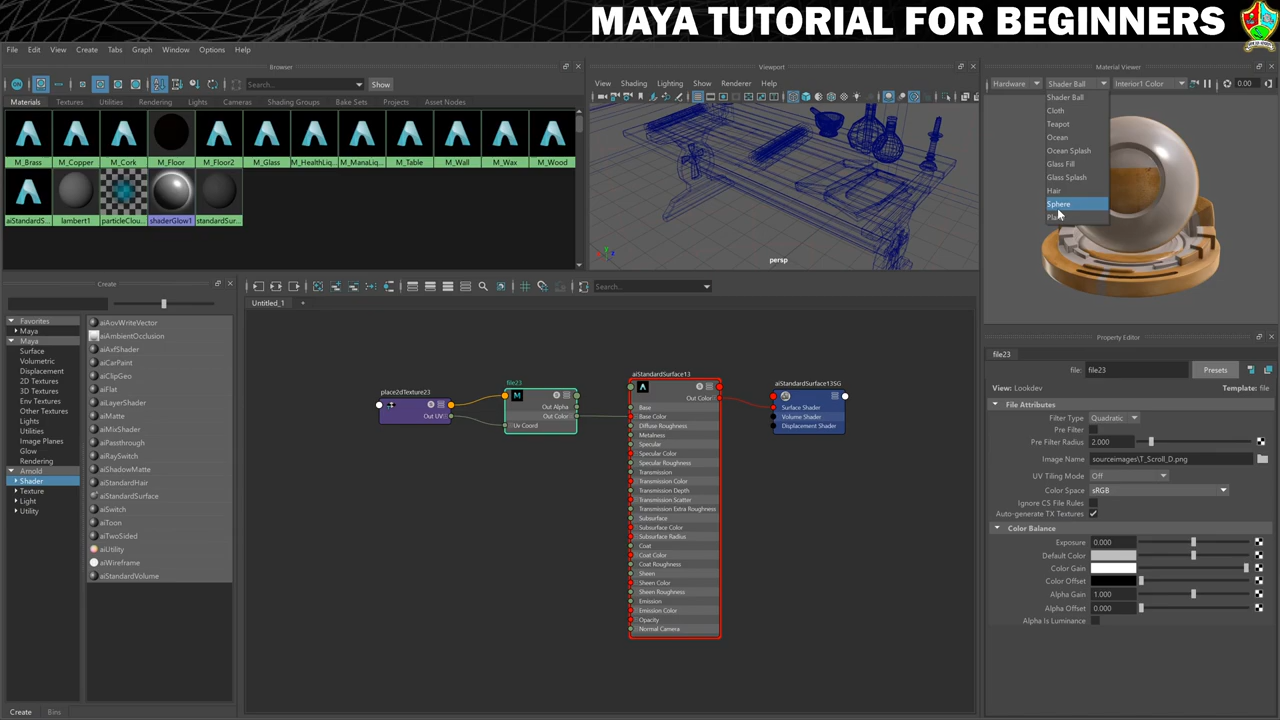 MAYA TUTORIAL FOR BEGINNERS
File Edit View Create Tabs Graph Window Options Help
Browser
Search...
Show
Materials Textures Utilities Rendering Lights Cameras Shading Groups Bake Sets Projects Asset Nodes
M_Brass M_Copper M_Cork M_Floor M_Floor2 M_Glass M_HealthLiq... M_ManaLiq... M_Table M_Wall M_Wax M_Wood
aiStandardS... lambert1 particleClou... shaderGlow1 standardSur...
Viewport
View Shading Lighting Show Renderer Help
persp
Material Viewer
Hardware Shader Ball Interior1 Color 0.00
Shader Ball
Cloth
Teapot
Ocean
Ocean Splash
Glass Fill
Glass Splash
Hair
Sphere
Create
Favorites
Maya
Maya
Surface
Volumetric
Displacement
2D Textures
3D Textures
Env Textures
Other Textures
Lights
Utilities
Image Planes
Glow
Rendering
Arnold
Shader
Texture
Light
Utility
aiAovWriteVector
aiAmbientOcclusion
aiAxfShader
aiCarPaint
aiClipGeo
aiFlat
aiLayerShader
aiMatte
aiMixShader
aiPassthrough
aiRaySwitch
aiShadowMatte
aiStandardHair
aiStandardSurface
aiSwitch
aiToon
aiTwoSided
aiUtility
aiWireframe
aiStandardVolume
Create Bins
Search...
Untitled_1 +
place2dTexture23
Out UV
file23
Out Alpha
Out Color
Uv Coord
aiStandardSurface13
Out Color
Base
Base Color
Diffuse Roughness
Metalness
Specular
Specular Color
Specular Roughness
Transmission
Transmission Color
Transmission Depth
Transmission Scatter
Transmission Extra Roughness
Subsurface
Subsurface Color
Subsurface Radius
Coat
Coat Color
Coat Roughness
Sheen
Sheen Color
Sheen Roughness
Emission
Emission Color
Opacity
Normal Camera
aiStandardSurface13SG
Surface Shader
Volume Shader
Displacement Shader
Property Editor
file23
file: file23 Presets
View: Lookdev Template: file
File Attributes
Filter Type Quadratic
Pre Filter
Pre Filter Radius 2.000
Image Name sourceimages\T_Scroll_D.png
UV Tiling Mode Off
Color Space sRGB
Ignore CS File Rules
Auto-generate TX Textures
Color Balance
Exposure 0.000
Default Color
Color Gain
Color Offset
Alpha Gain 1.000
Alpha Offset 0.000
Alpha Is Luminance